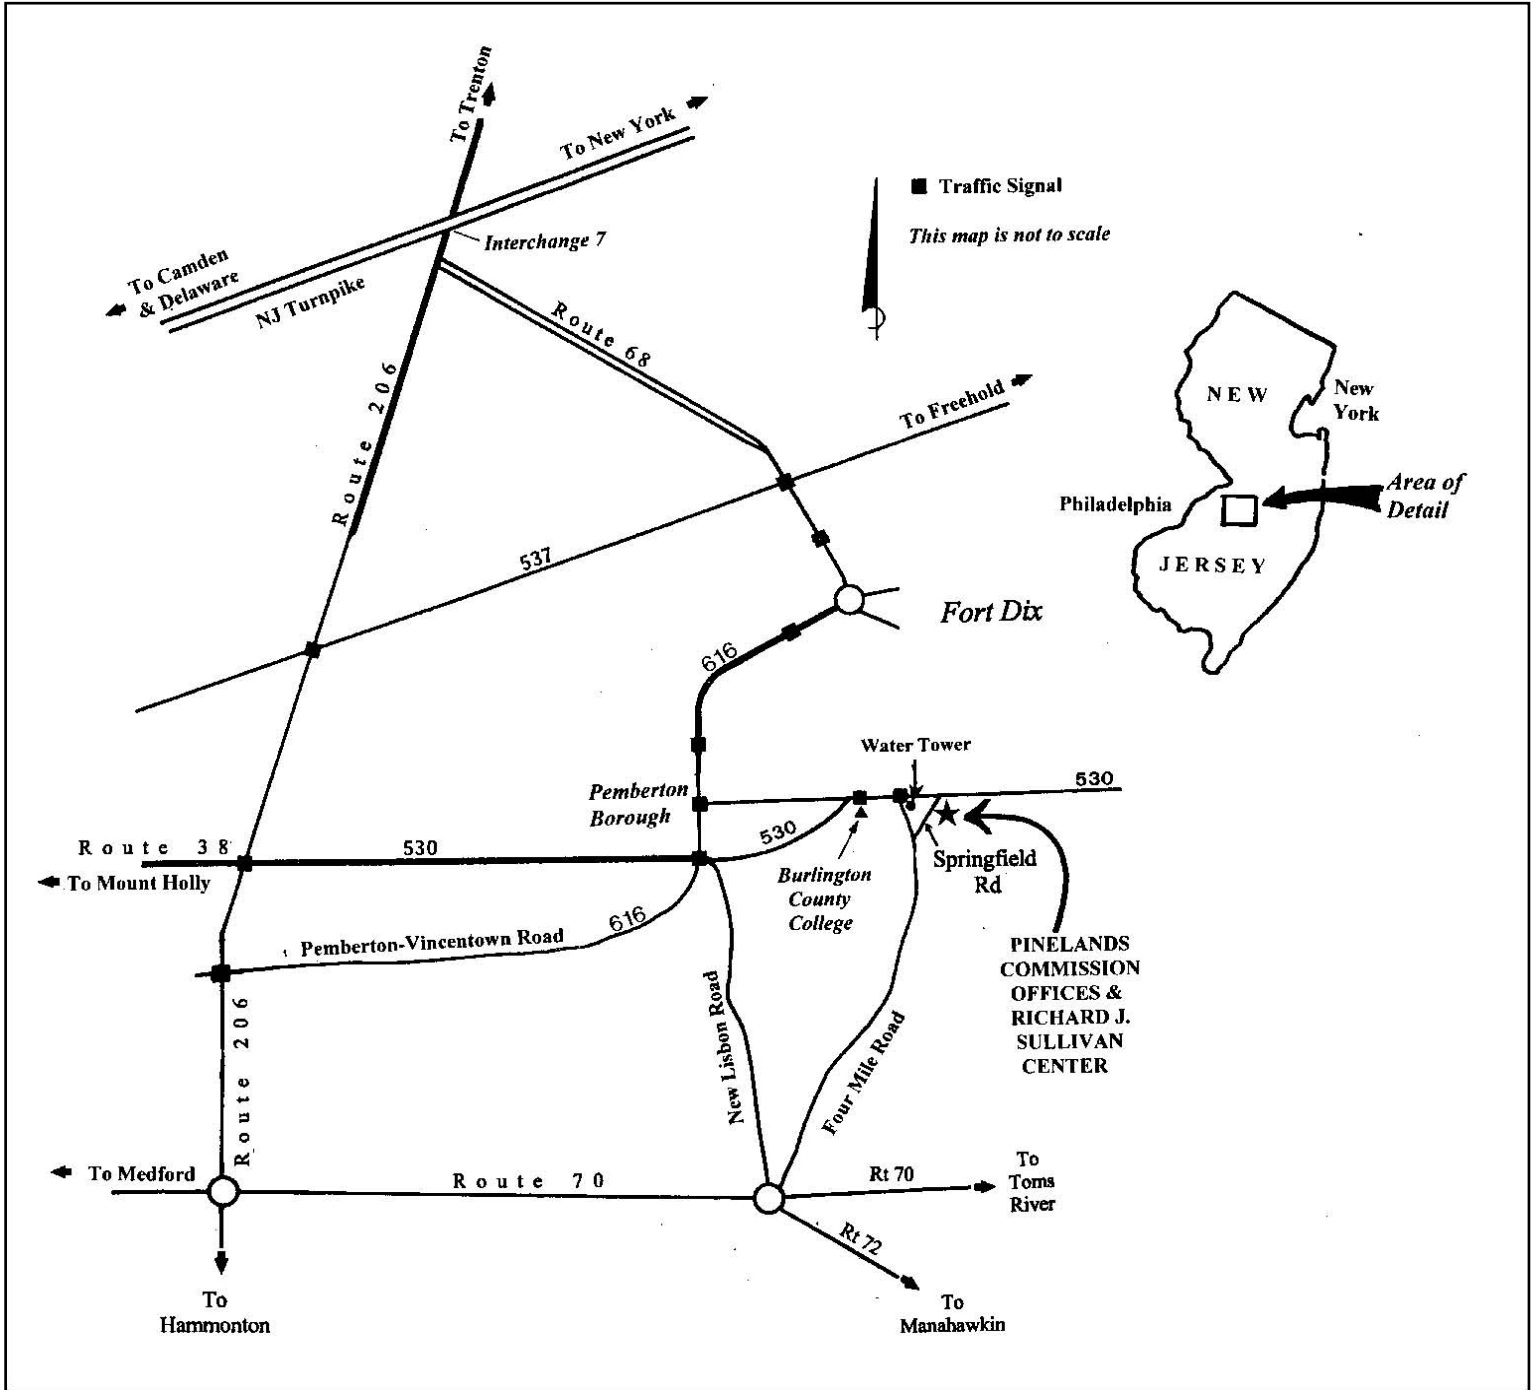 To Trenton
To New York
Traffic Signal
This map is not to scale
Interchange 7
To Camden
& Delaware
NJ Turnpike
Route 68
Route 206
To Freehold
NEW
New
York
Area of
Detail
Philadelphia
JERSEY
537
Fort Dix
616
Water Tower
530
Pemberton
Borough
530
Route 38
530
To Mount Holly
Springfield
Rd
Burlington
County
College
616
Pemberton-Vincentown Road
PINELANDS
COMMISSION
OFFICES &
RICHARD J.
SULLIVAN
CENTER
Route 206
New Lisbon Road
Four Mile Road
To Medford
Route 70
Rt 70
To
Toms
River
Rt 72
To
Hammonton
To
Manahawkin